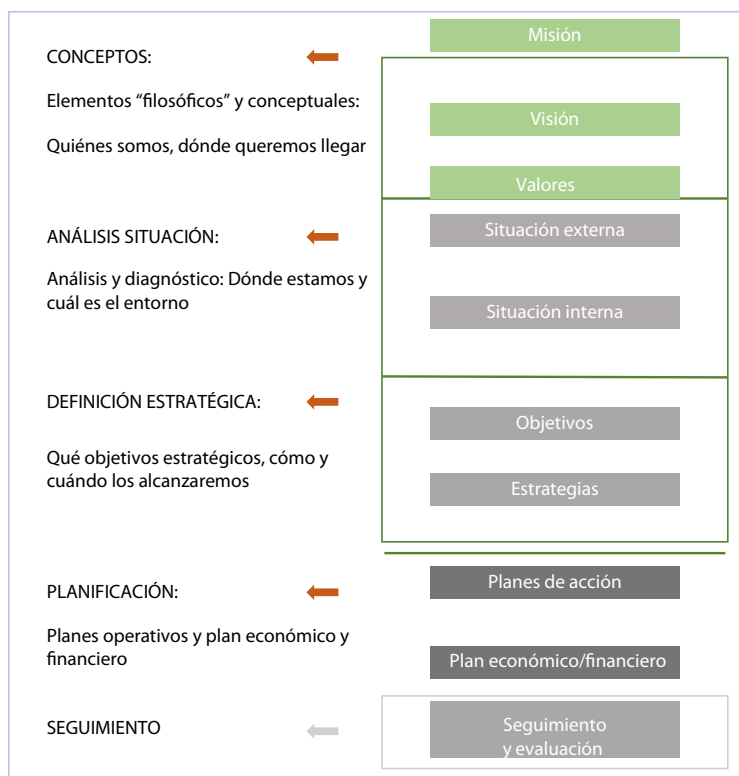 Misión
CONCEPTOS:
Elementos “filosóficos” y conceptuales:
Visión
Quiénes somos, dónde queremos llegar
Valores
ANÁLISIS SITUACIÓN:
Situación externa
Análisis y diagnóstico: Dónde estamos y
cuál es el entorno
Situación interna
DEFINICIÓN ESTRATÉGICA:
Objetivos
Qué objetivos estratégicos, cómo y
cuándo los alcanzaremos
Estrategias
Planes de acción
PLANIFICACIÓN:
Planes operativos y plan económico y
financiero
Plan económico/financiero
SEGUIMIENTO
Seguimiento
y evaluación